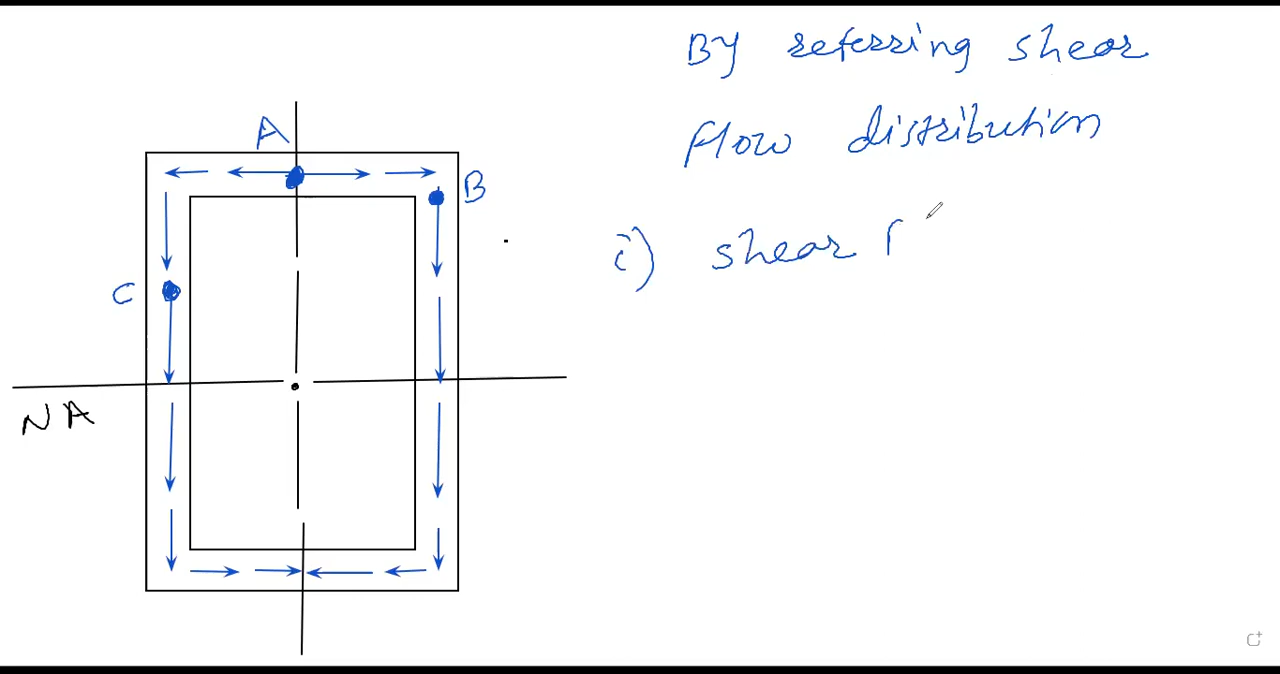 By referring shear
flow distribution
A
B
i) shear f
C
NA